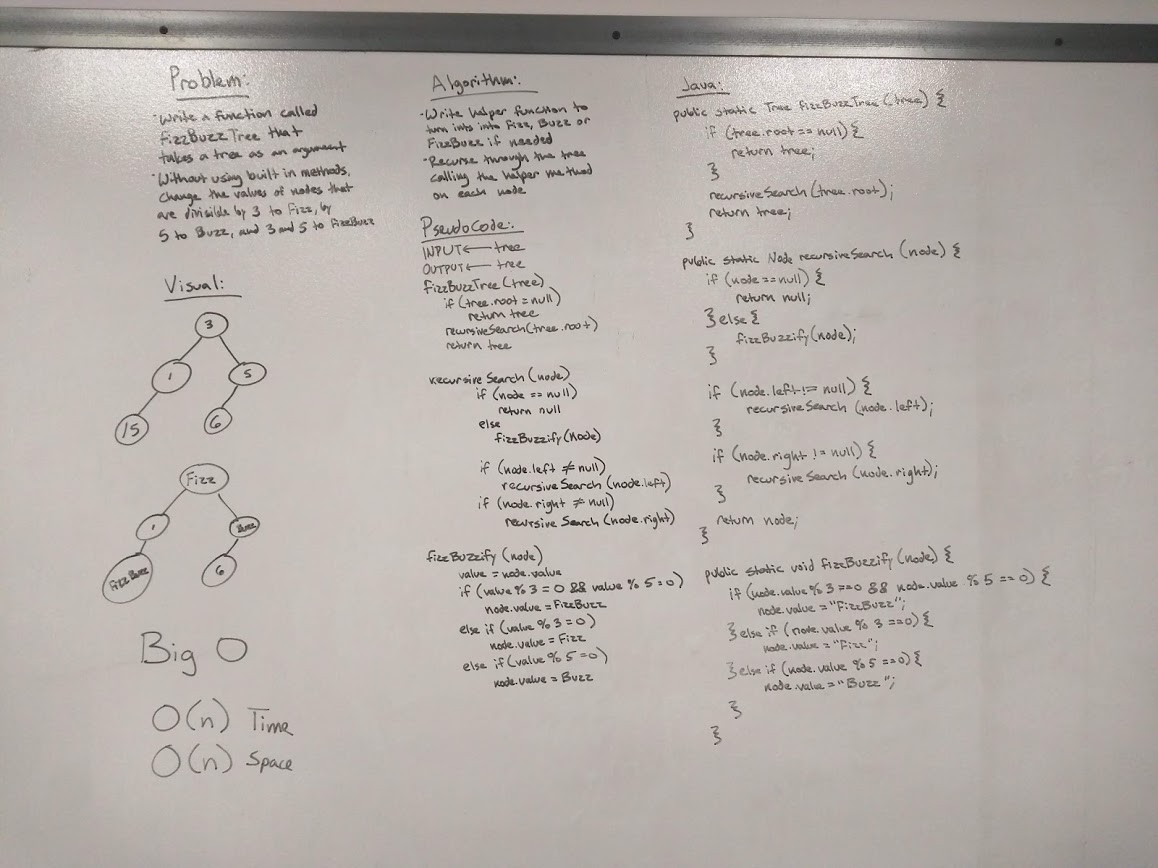 Problem:
· Write a function called
FizzBuzzTree that
takes a tree as an argument
· Without using built in methods,
change the values of nodes that
are divisible by 3 to Fizz, by
5 to Buzz, and 3 and 5 to FizzBuzz
Visual:
3
1
5
15
6
Fizz
1
Buzz
FizzBuzz
6
Big O
O(n) Time
O(n) Space
Algorithm:
· Write helper function to
turn ints into Fizz, Buzz or
FizzBuzz if needed
· Recurse through the tree
calling the helper method
on each node
PseudoCode:
INPUT ← tree
OUTPUT ← tree
FizzBuzzTree (tree)
if (tree.root = null)
return tree
recursiveSearch(tree.root)
return tree
recursiveSearch (node)
if (node == null)
return null
else
fizzBuzzify(node)
if (node.left ≠ null)
recursiveSearch (node.left)
if (node.right ≠ null)
recursive Search (node.right)
fizzBuzzify (node)
value = node.value
if (value % 3 = 0 && value % 5 = 0)
node.value = FizzBuzz
else if (value % 3 = 0)
node.value = Fizz
else if (value % 5 = 0)
node.value = Buzz
Java:
public static Tree fizzBuzzTree (tree) {
if (tree.root == null) {
return tree;
}
recursiveSearch(tree.root);
return tree;
}
public static Node recursiveSearch (node) {
if (node == null) {
return null;
} else {
fizzBuzzify(node);
}
if (node.left != null) {
recursiveSearch (node.left);
}
if (node.right != null) {
recursiveSearch (node.right);
}
return node;
}
public static void fizzBuzzify (node) {
if (node.value % 3 == 0 && node.value % 5 == 0) {
node.value = "FizzBuzz";
} else if (node.value % 3 == 0) {
node.value = "Fizz";
} else if (node.value % 5 == 0) {
node.value = "Buzz";
}
}